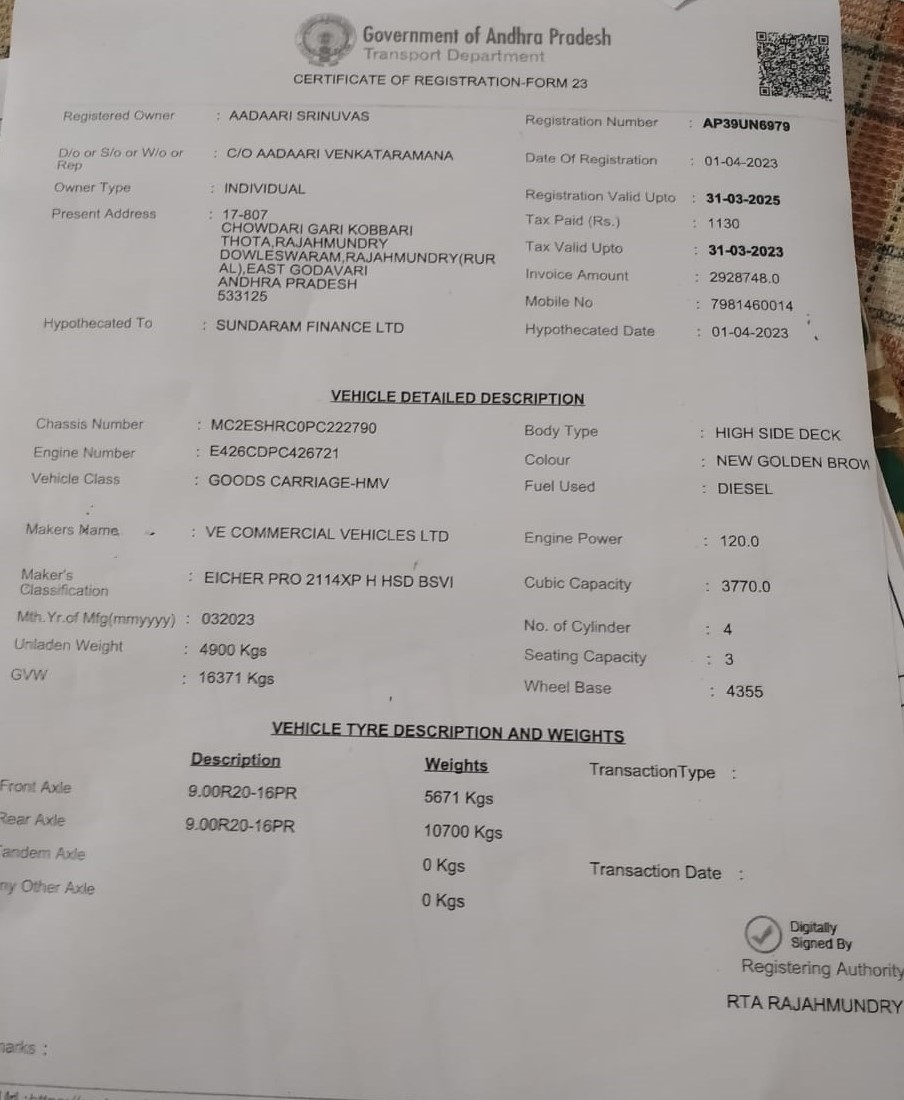 Government of Andhra Pradesh
Transport Department
CERTIFICATE OF REGISTRATION-FORM 23
Registered Owner : AADAARI SRINUVAS
Registration Number : AP39UN6979
D/o or S/o or W/o or Rep : C/O AADAARI VENKATARAMANA
Date Of Registration : 01-04-2023
Owner Type : INDIVIDUAL
Registration Valid Upto : 31-03-2025
Present Address : 17-807
CHOWDARI GARI KOBBARI
THOTA,RAJAHMUNDRY
DOWLESWARAM,RAJAHMUNDRY(RUR
AL),EAST GODAVARI
ANDHRA PRADESH
533125
Tax Paid (Rs.) : 1130
Tax Valid Upto : 31-03-2023
Invoice Amount : 2928748.0
Mobile No : 7981460014
Hypothecated To : SUNDARAM FINANCE LTD
Hypothecated Date : 01-04-2023
VEHICLE DETAILED DESCRIPTION
Chassis Number : MC2ESHRC0PC222790
Body Type : HIGH SIDE DECK
Engine Number : E426CDPC426721
Colour : NEW GOLDEN BROW
Vehicle Class : GOODS CARRIAGE-HMV
Fuel Used : DIESEL
Makers Name : VE COMMERCIAL VEHICLES LTD
Engine Power : 120.0
Maker's Classification : EICHER PRO 2114XP H HSD BSVI
Cubic Capacity : 3770.0
Mth.Yr.of Mfg(mmyyyy) : 032023
No. of Cylinder : 4
Unladen Weight : 4900 Kgs
Seating Capacity : 3
GVW : 16371 Kgs
Wheel Base : 4355
VEHICLE TYRE DESCRIPTION AND WEIGHTS
Description Weights TransactionType :
Front Axle 9.00R20-16PR 5671 Kgs
Rear Axle 9.00R20-16PR 10700 Kgs
andem Axle 0 Kgs Transaction Date :
ny Other Axle 0 Kgs
Digitally
Signed By
Registering Authority
RTA RAJAHMUNDRY
marks :